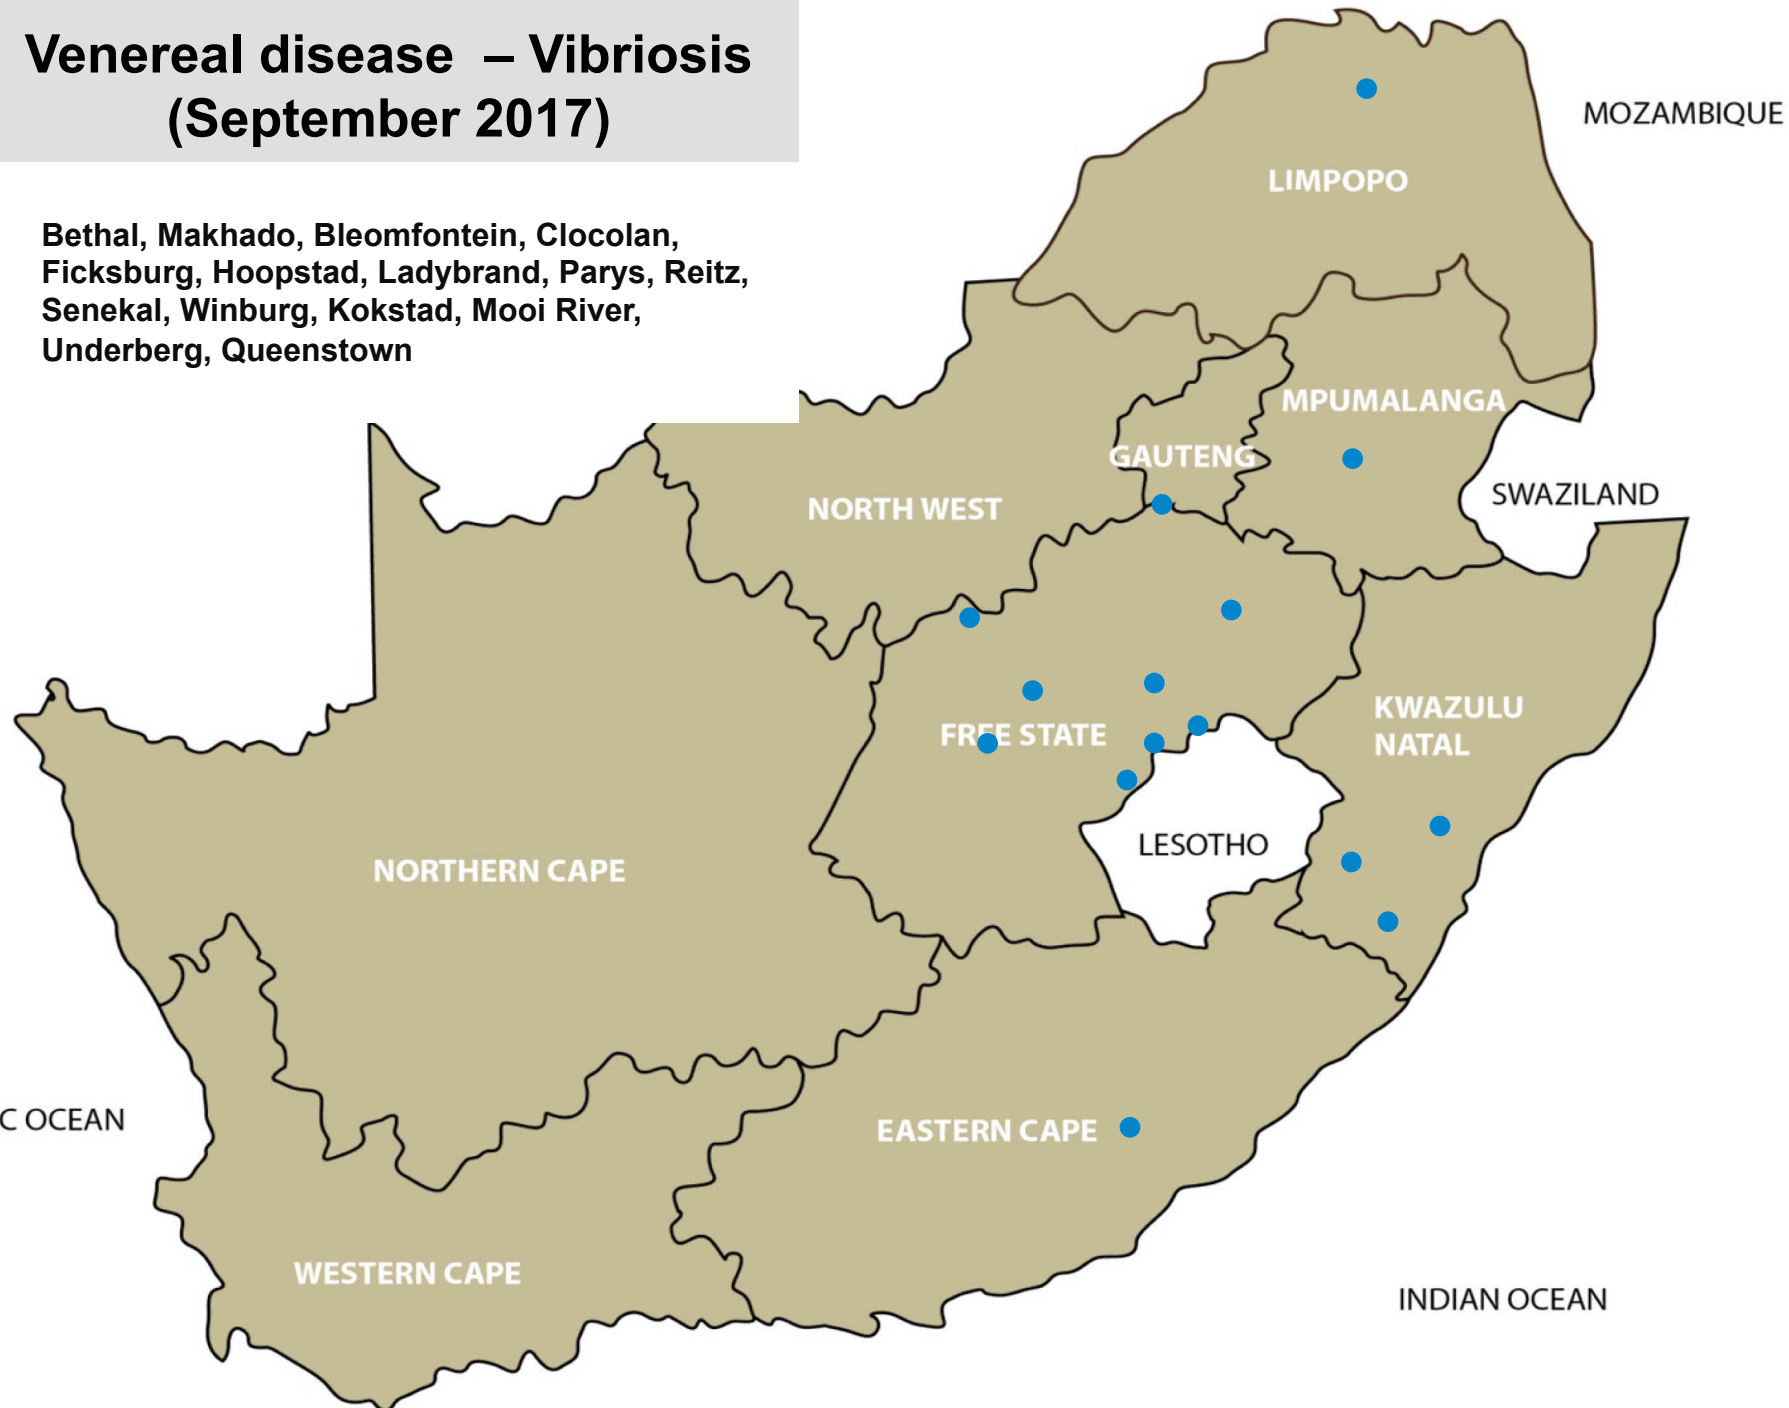 Venereal disease – Vibriosis
(September 2017)
Bethal, Makhado, Bleomfontein, Clocolan,
Ficksburg, Hoopstad, Ladybrand, Parys, Reitz,
Senekal, Winburg, Kokstad, Mooi River,
Underberg, Queenstown
MOZAMBIQUE
LIMPOPO
MPUMALANGA
GAUTENG
SWAZILAND
NORTH WEST
KWAZULU
NATAL
FREE STATE
LESOTHO
NORTHERN CAPE
C OCEAN
EASTERN CAPE
WESTERN CAPE
INDIAN OCEAN